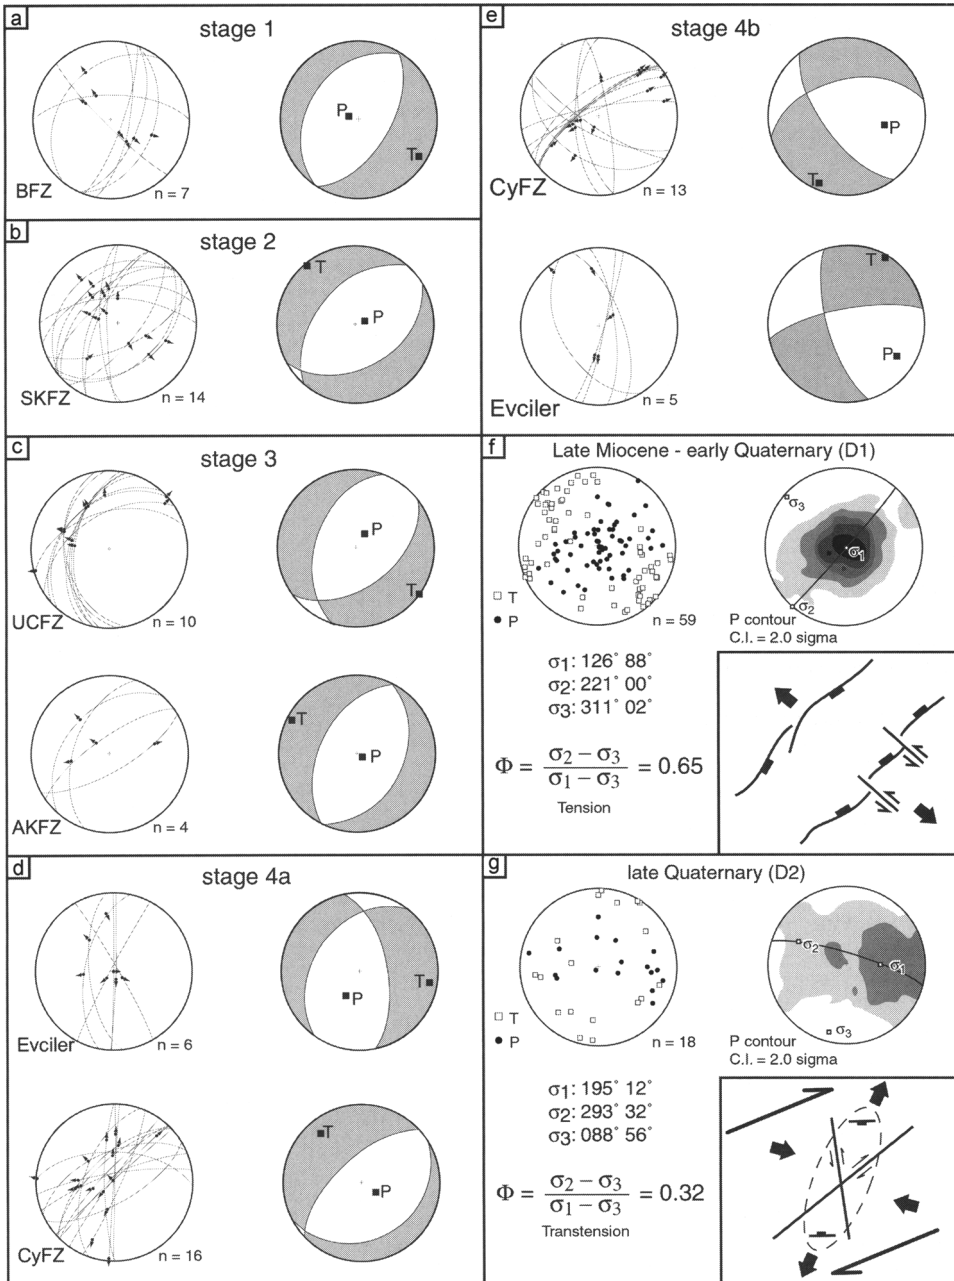 a
stage 1
P
T
BFZ
n = 7
b
stage 2
T
P
SKFZ
n = 14
c
stage 3
P
T
UCFZ
n = 10
T
P
AKFZ
n = 4
d
stage 4a
T
P
Evciler
n = 6
T
P
CyFZ
n = 16
e
stage 4b
P
T
CyFZ
n = 13
T
P
Evciler
n = 5
f
Late Miocene - early Quaternary (D1)
σ3
σ1
σ2
T
P
n = 59
P contour
C.I. = 2.0 sigma
σ1: 126° 88°
σ2: 221° 00°
σ3: 311° 02°
Φ = σ2 − σ3 / σ1 − σ3 = 0.65
Tension
g
late Quaternary (D2)
σ2
σ1
σ3
T
P
n = 18
P contour
C.I. = 2.0 sigma
σ1: 195° 12°
σ2: 293° 32°
σ3: 088° 56°
Φ = σ2 − σ3 / σ1 − σ3 = 0.32
Transtension